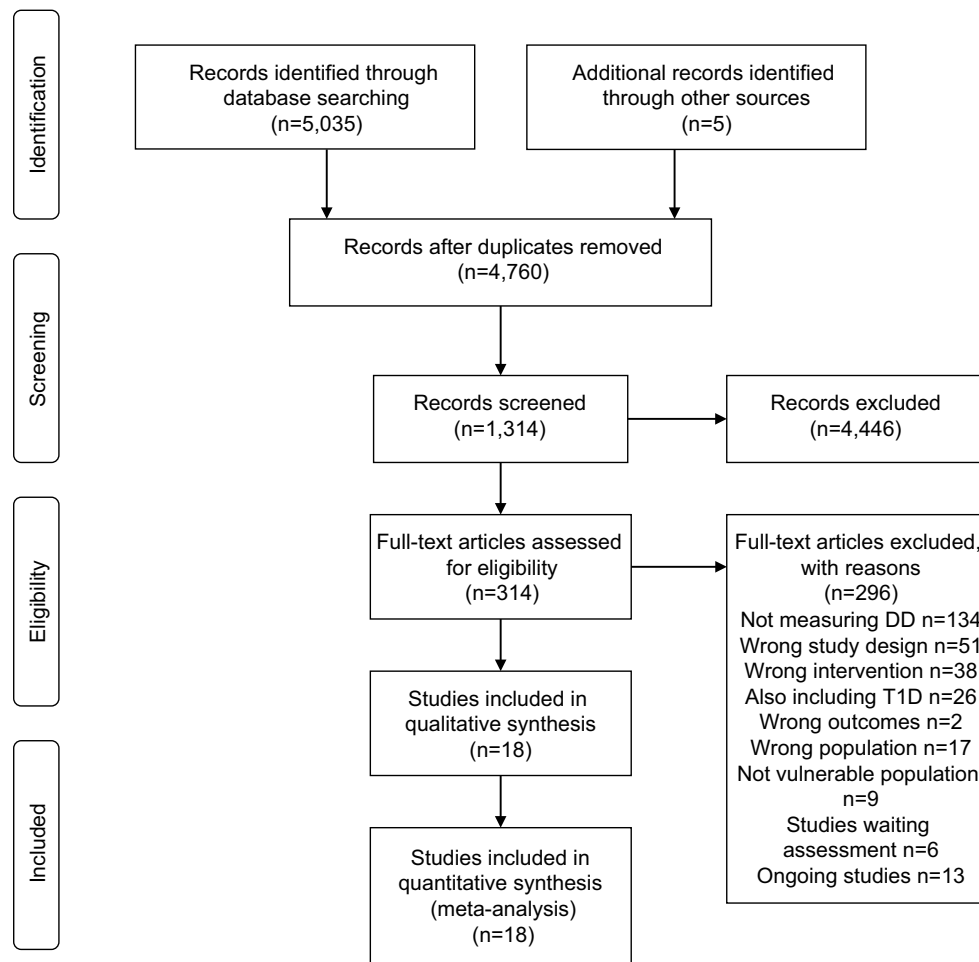 Identification
Records identified through
database searching
(n=5,035)
Additional records identified
through other sources
(n=5)
Records after duplicates removed
(n=4,760)
Screening
Records screened
(n=1,314)
Records excluded
(n=4,446)
Eligibility
Full-text articles assessed
for eligibility
(n=314)
Full-text articles excluded,
with reasons
(n=296)
Not measuring DD n=134
Wrong study design n=51
Wrong intervention n=38
Also including T1D n=26
Wrong outcomes n=2
Wrong population n=17
Not vulnerable population
n=9
Studies waiting
assessment n=6
Ongoing studies n=13
Studies included in
qualitative synthesis
(n=18)
Included
Studies included in
quantitative synthesis
(meta-analysis)
(n=18)